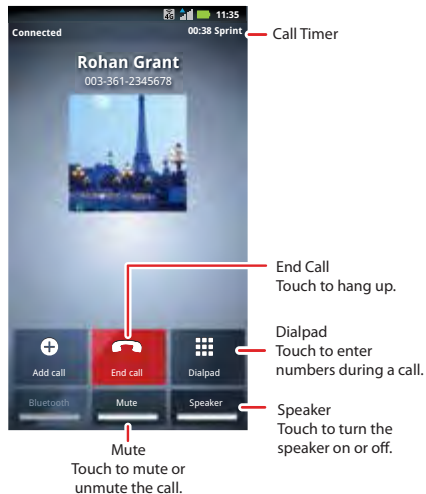 4G 11:35
Connected 00:38 Sprint
Call Timer
Rohan Grant
003-361-2345678
End Call
Touch to hang up.
Dialpad
Touch to enter
numbers during a call.
Add call End call Dialpad
Bluetooth Mute Speaker
Speaker
Touch to turn the
speaker on or off.
Mute
Touch to mute or
unmute the call.